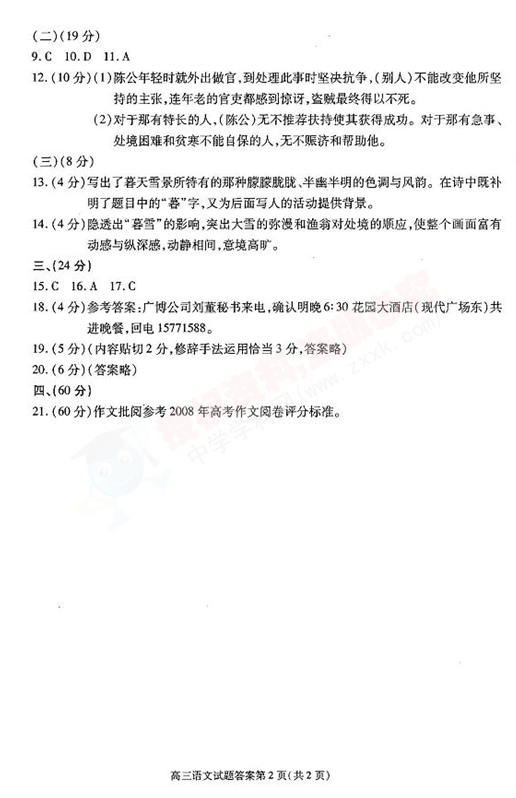 (二)(19分)
9. C 10. D 11. A
12. (10分)(1)陈公年轻时就外出做官,到处理此事时坚决抗争,(别人)不能改变他所坚
持的主张,连年老的官吏都感到惊讶,盗贼最终得以不死。
(2)对于那有特长的人,(陈公)无不推荐扶持使其获得成功。对于那有急事、
处境困难和贫寒不能自保的人,无不赈济和帮助他。
(三)(8分)
13. (4分)写出了暮天雪景所特有的那种朦朦胧胧、半幽半明的色调与风韵。在诗中既补
明了题目中的“暮”字,又为后面写人的活动提供背景。
14. (4分)隐透出“暮雪”的影响,突出大雪的弥漫和渔翁对处境的顺应,使整个画面富有
动感与纵深感,动静相间,意境高旷。
三、(24分)
15. C 16. A 17. C
18. (4分)参考答案:广博公司刘董秘书来电,确认明晚6:30花园大酒店(现代广场东)共
进晚餐,回电15771588。
19. (5分)(内容贴切2分,修辞手法运用恰当3分,答案略)
20. (6分)(答案略)
四、(60分)
21. (60分)作文批阅参考2008年高考作文阅卷评分标准。
www.zxxk.com
中学学科网
高三语文试题答案第2页(共2页)